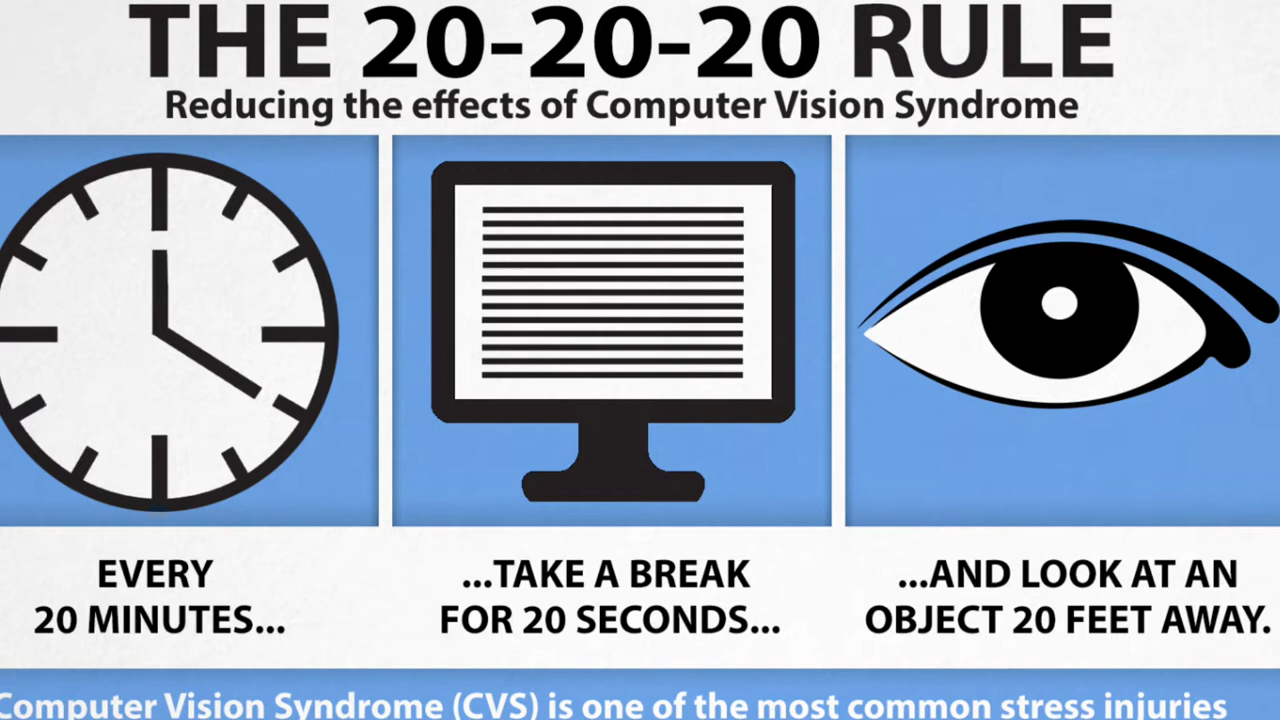 THE 20-20-20 RULE
Reducing the effects of Computer Vision Syndrome
EVERY
20 MINUTES...
...TAKE A BREAK
FOR 20 SECONDS...
...AND LOOK AT AN
OBJECT 20 FEET AWAY.
Computer Vision Syndrome (CVS) is one of the most common stress injuries